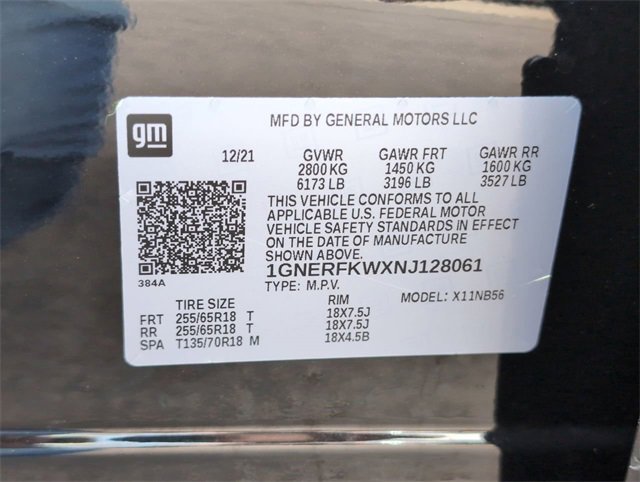 gm
MFD BY GENERAL MOTORS LLC
12/21 GVWR GAWR FRT GAWR RR
2800 KG 1450 KG 1600 KG
6173 LB 3196 LB 3527 LB
THIS VEHICLE CONFORMS TO ALL
APPLICABLE U.S. FEDERAL MOTOR
VEHICLE SAFETY STANDARDS IN EFFECT
ON THE DATE OF MANUFACTURE
SHOWN ABOVE.
1GNERFKWXNJ128061
384A
TYPE: M.P.V. MODEL: X11NB56
TIRE SIZE RIM
FRT 255/65R18 T 18X7.5J
RR 255/65R18 T 18X7.5J
SPA T135/70R18 M 18X4.5B